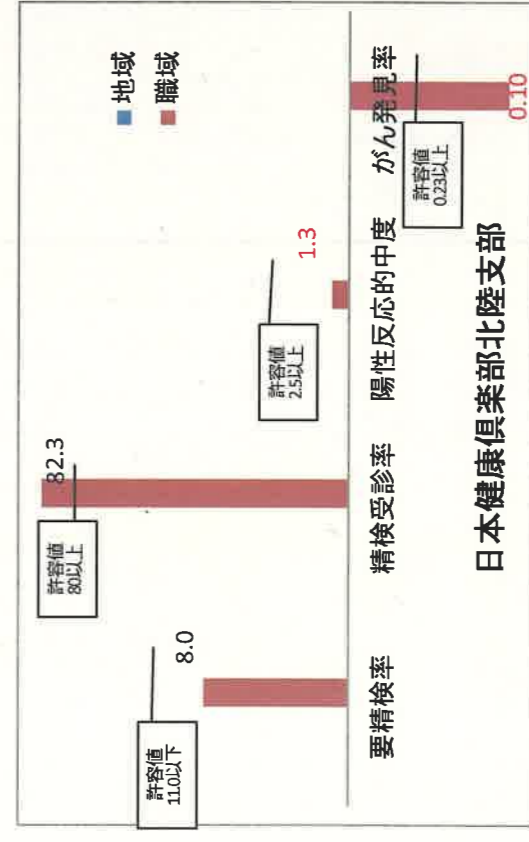 地域
職域
許容値
11.0以下
8.0
許容値
80以上
82.3
許容値
2.5以上
1.3
許容値
0.23以上
0.10
要精検率
精検受診率
陽性反応的中度
がん発見率
日本健康倶楽部北陸支部